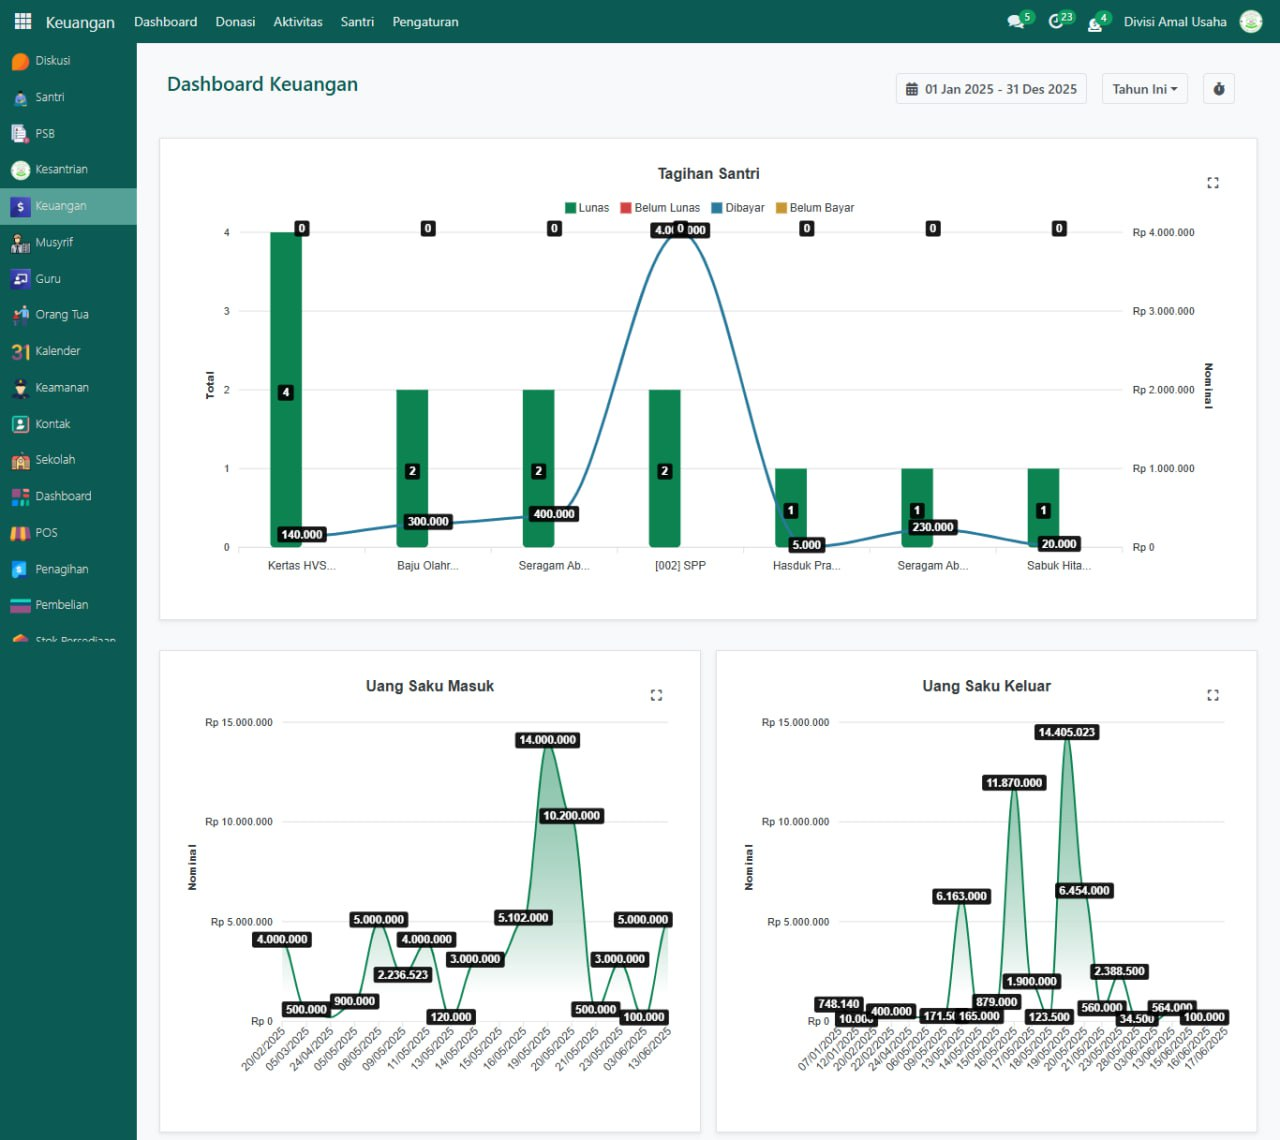 Keuangan Dashboard Donasi Aktivitas Santri Pengaturan 5 23 4 Divisi Amal Usaha
Diskusi
Santri
PSB
Kesantrian
Keuangan
Musyrif
Guru
Orang Tua
Kalender
Keamanan
Kontak
Sekolah
Dashboard
POS
Penagihan
Pembelian
Stok Persediaan
Dashboard Keuangan
01 Jan 2025 - 31 Des 2025 Tahun Ini
Tagihan Santri
Lunas Belum Lunas Dibayar Belum Bayar
0 0 0 0 0 0 0
4 Rp 4.000.000
3 Rp 3.000.000
2 Rp 2.000.000
1 Rp 1.000.000
0 Rp 0
Total
Nominal
4 2 2 2 1 1 1
140.000 300.000 400.000 5.000 230.000 20.000
Kertas HVS... Baju Olahr... Seragam Ab... [002] SPP Hasduk Pra... Seragam Ab... Sabuk Hita...
Uang Saku Masuk
Rp 15.000.000
Rp 10.000.000
Rp 5.000.000
Rp 0
Nominal
4.000.000 500.000 900.000 5.000.000 2.236.523 4.000.000 120.000 3.000.000 5.102.000 14.000.000 10.200.000 500.000 3.000.000 100.000 5.000.000
20/02/2025 05/03/2025 24/04/2025 05/05/2025 08/05/2025 09/05/2025 11/05/2025 13/05/2025 14/05/2025 15/05/2025 16/05/2025 19/05/2025 20/05/2025 21/05/2025 23/05/2025 03/06/2025 13/06/2025
Uang Saku Keluar
Rp 15.000.000
Rp 10.000.000
Rp 5.000.000
Rp 0
Nominal
748.140 400.000 6.163.000 165.000 879.000 11.870.000 1.900.000 123.500 14.405.023 6.454.000 560.000 2.388.500 34.500 564.000 100.000
07/01/2025 12/01/2025 20/02/2025 22/02/2025 24/04/2025 06/05/2025 09/05/2025 13/05/2025 14/05/2025 15/05/2025 16/05/2025 17/05/2025 18/05/2025 19/05/2025 20/05/2025 21/05/2025 23/05/2025 28/05/2025 03/06/2025 13/06/2025 15/06/2025 16/06/2025 17/06/2025